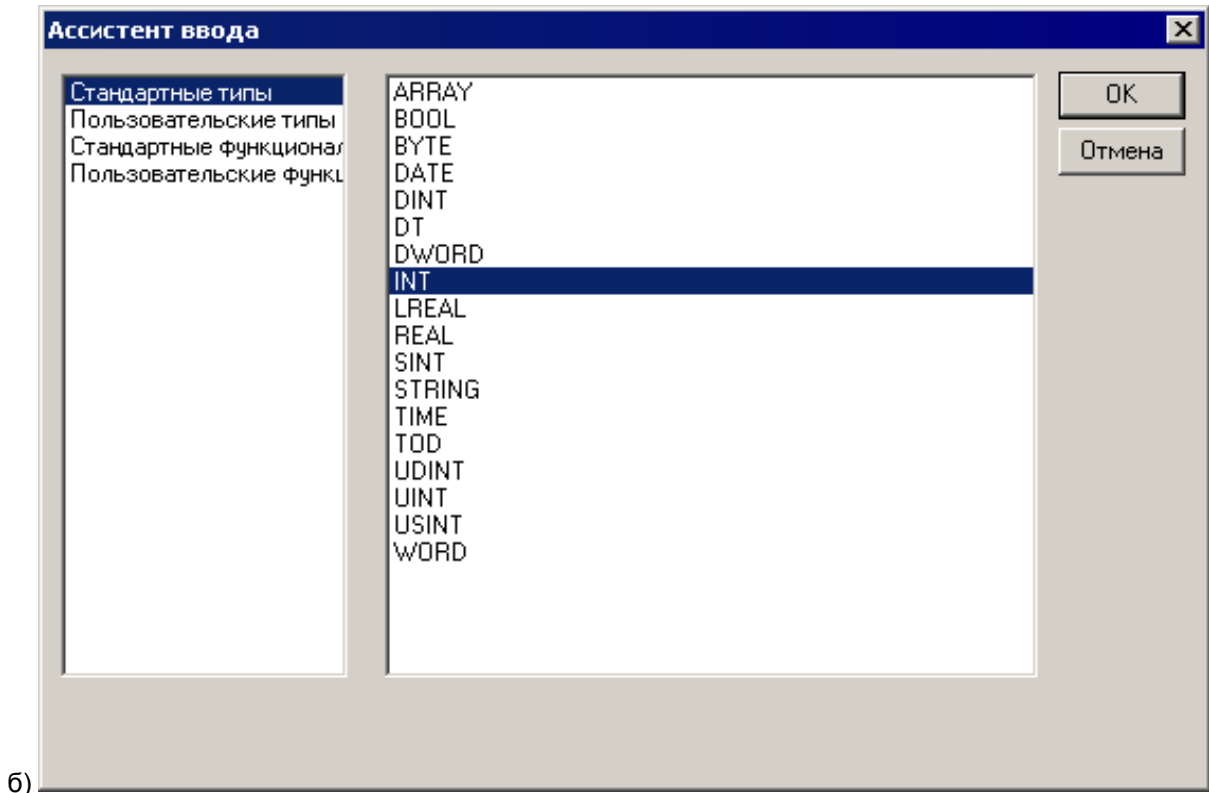 Ассистент ввода
Стандартные типы
Пользовательские типы
Стандартные функционал
Пользовательские функц
ARRAY
BOOL
BYTE
DATE
DINT
DT
DWORD
INT
LREAL
REAL
SINT
STRING
TIME
TOD
UDINT
UINT
USINT
WORD
OK
Отмена
б)